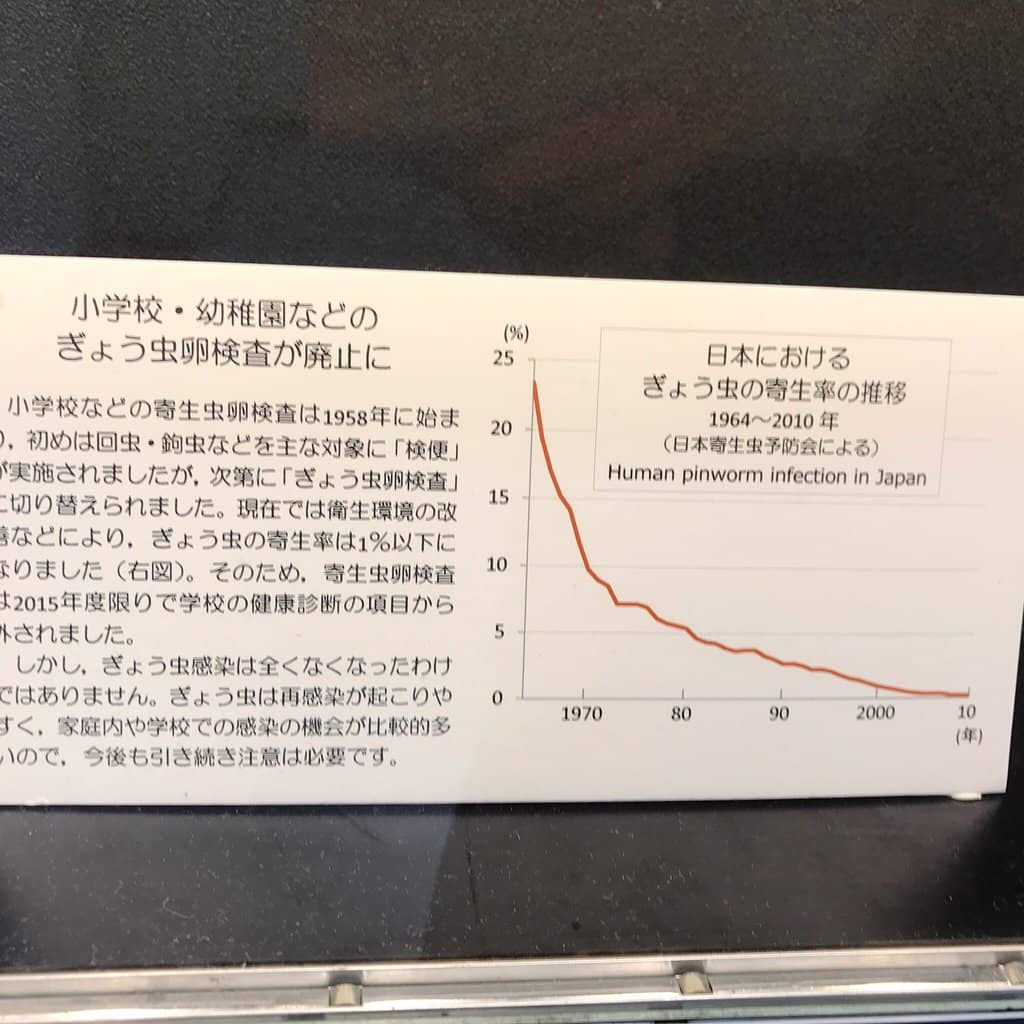 小学校・幼稚園などの
ぎょう虫卵検査が廃止に
小学校などの寄生虫卵検査は1958年に始ま
り，初めは回虫・鉤虫などを主な対象に「検便」
が実施されましたが，次第に「ぎょう虫卵検査」
に切り替えられました。現在では衛生環境の改
善などにより，ぎょう虫の寄生率は1%以下に
なりました（右図）。そのため，寄生虫卵検査
は2015年度限りで学校の健康診断の項目から
外されました。
しかし，ぎょう虫感染は全くなくなったわけ
ではありません。ぎょう虫は再感染が起こりや
すく，家庭内や学校での感染の機会が比較的多
いので，今後も引き続き注意は必要です。
(%)
25
20
15
10
5
0
日本における
ぎょう虫の寄生率の推移
1964〜2010 年
（日本寄生虫予防会による）
Human pinworm infection in Japan
1970 80 90 2000 10
(年)